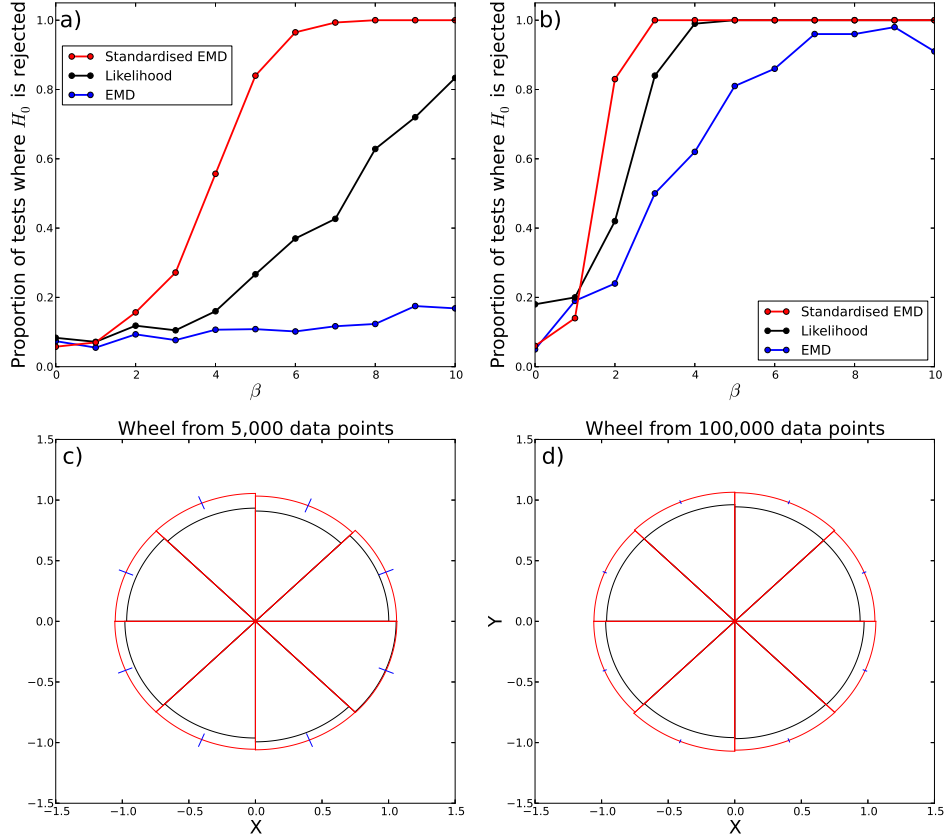 a)
Proportion of tests where H₀ is rejected
1.0
0.8
0.6
0.4
0.2
0.0
Standardised EMD
Likelihood
EMD
0 2 4 6 8 10
β
b)
Proportion of tests where H₀ is rejected
1.0
0.8
0.6
0.4
0.2
0.0
Standardised EMD
Likelihood
EMD
0 2 4 6 8 10
β
Wheel from 5,000 data points
c)
1.5
1.0
0.5
0.0
−0.5
−1.0
−1.5
−1.5 −1.0 −0.5 0.0 0.5 1.0 1.5
X
Wheel from 100,000 data points
d)
Y
1.5
1.0
0.5
0.0
−0.5
−1.0
−1.5
−1.5 −1.0 −0.5 0.0 0.5 1.0 1.5
X